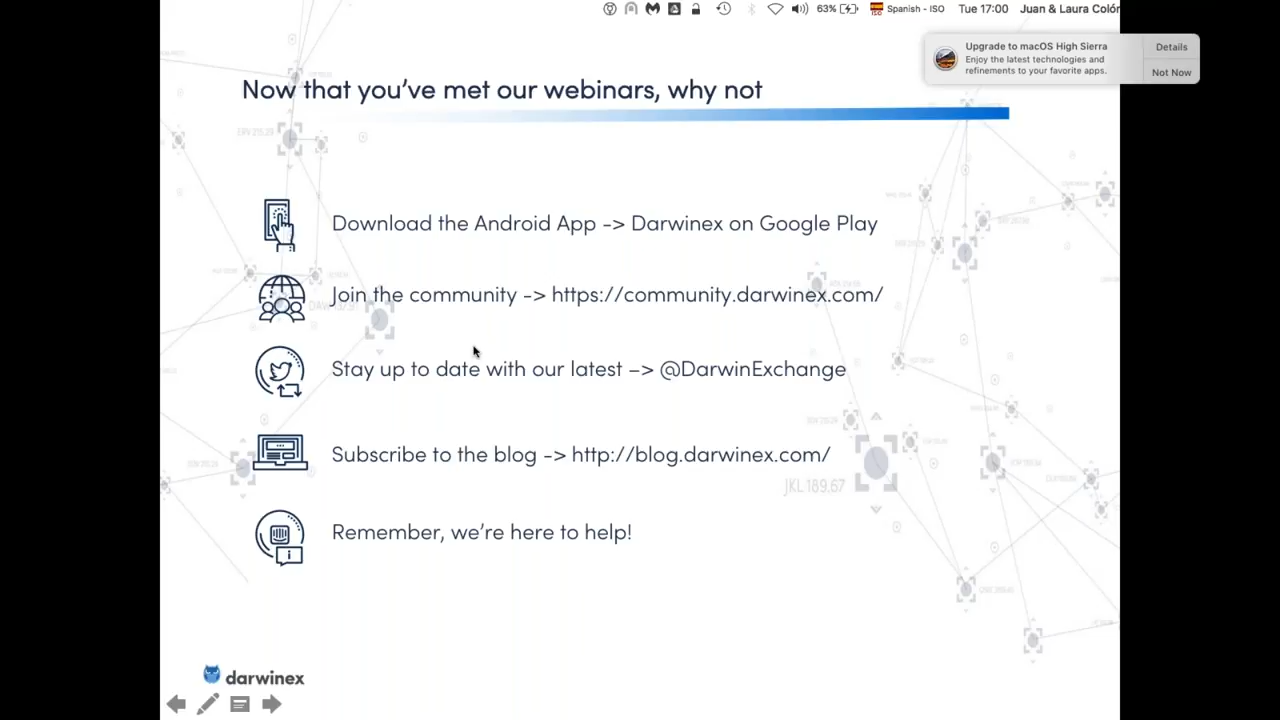 63%
Spanish - ISO
Tue 17:00
Juan & Laura Colón
Upgrade to macOS High Sierra
Enjoy the latest technologies and
refinements to your favorite apps.
Details
Not Now
Now that you've met our webinars, why not
Download the Android App -> Darwinex on Google Play
Join the community -> https://community.darwinex.com/
Stay up to date with our latest –> @DarwinExchange
Subscribe to the blog -> http://blog.darwinex.com/
JKL 189,67
Remember, we're here to help!
darwinex